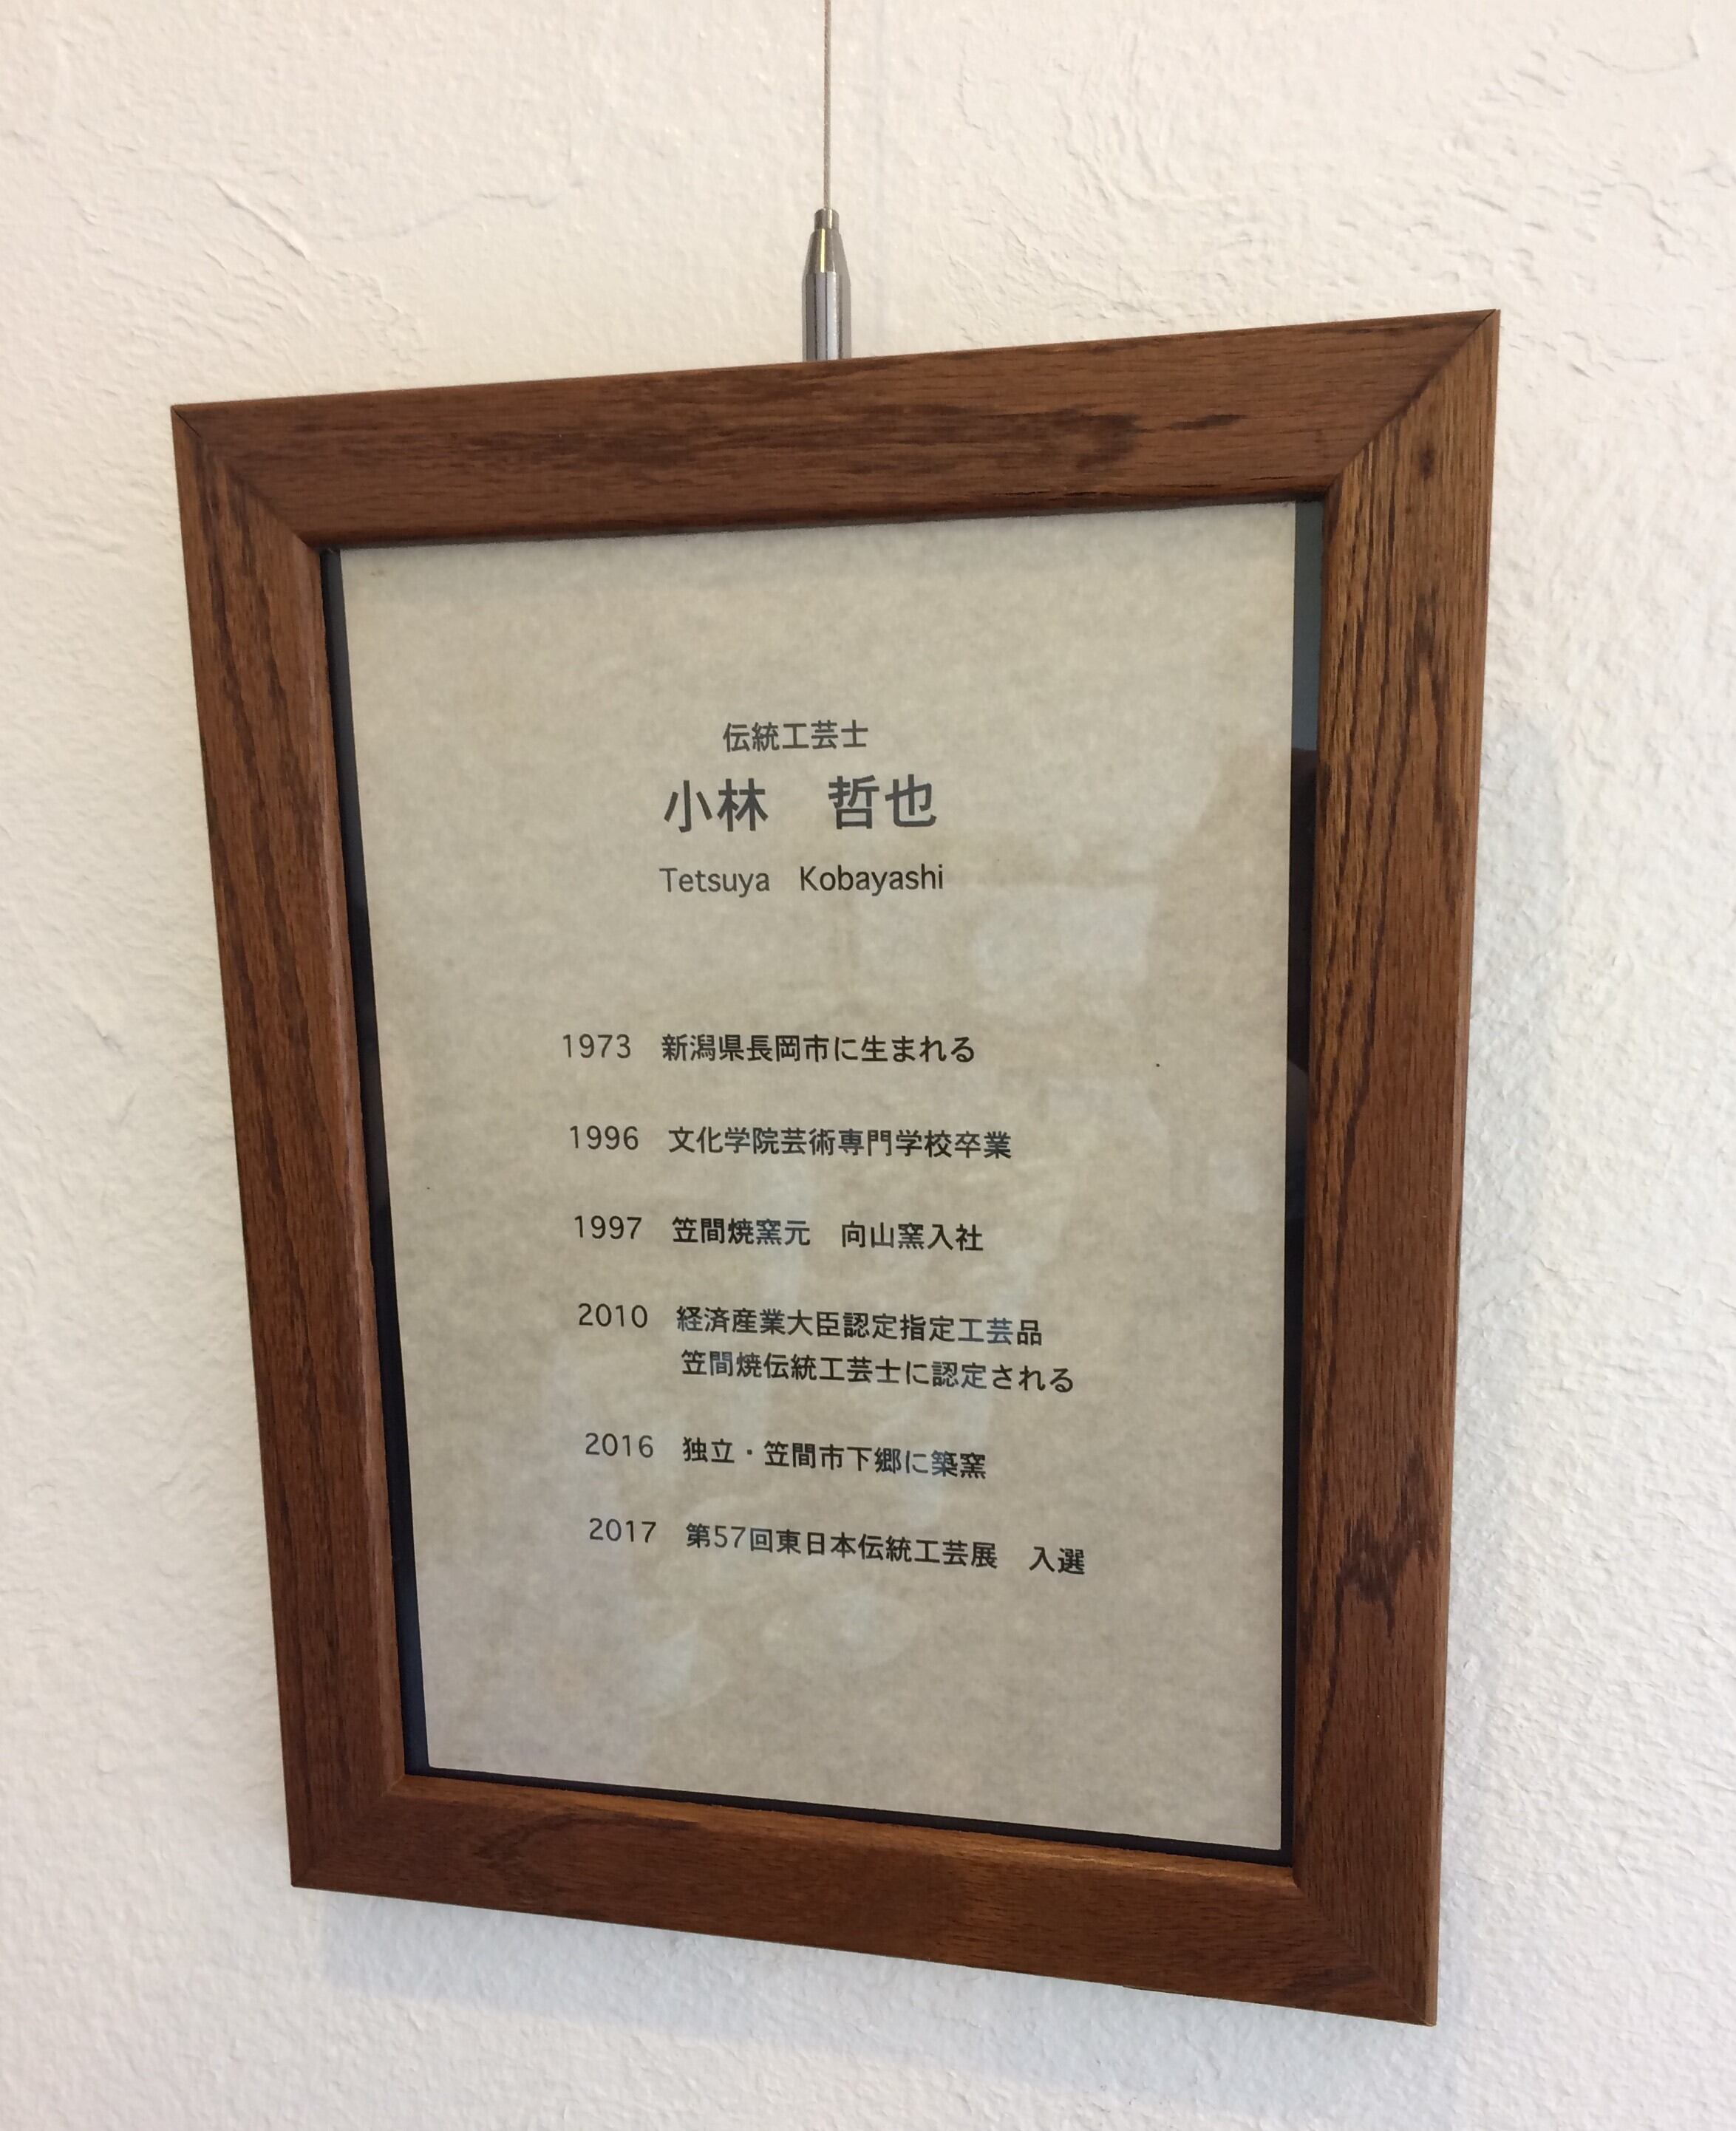 伝統工芸士
小林　哲也
Tetsuya　Kobayashi
1973　新潟県長岡市に生まれる
1996　文化学院芸術専門学校卒業
1997　笠間焼窯元　向山窯入社
2010　経済産業大臣認定指定工芸品
笠間焼伝統工芸士に認定される
2016　独立・笠間市下郷に築窯
2017　第57回東日本伝統工芸展　入選